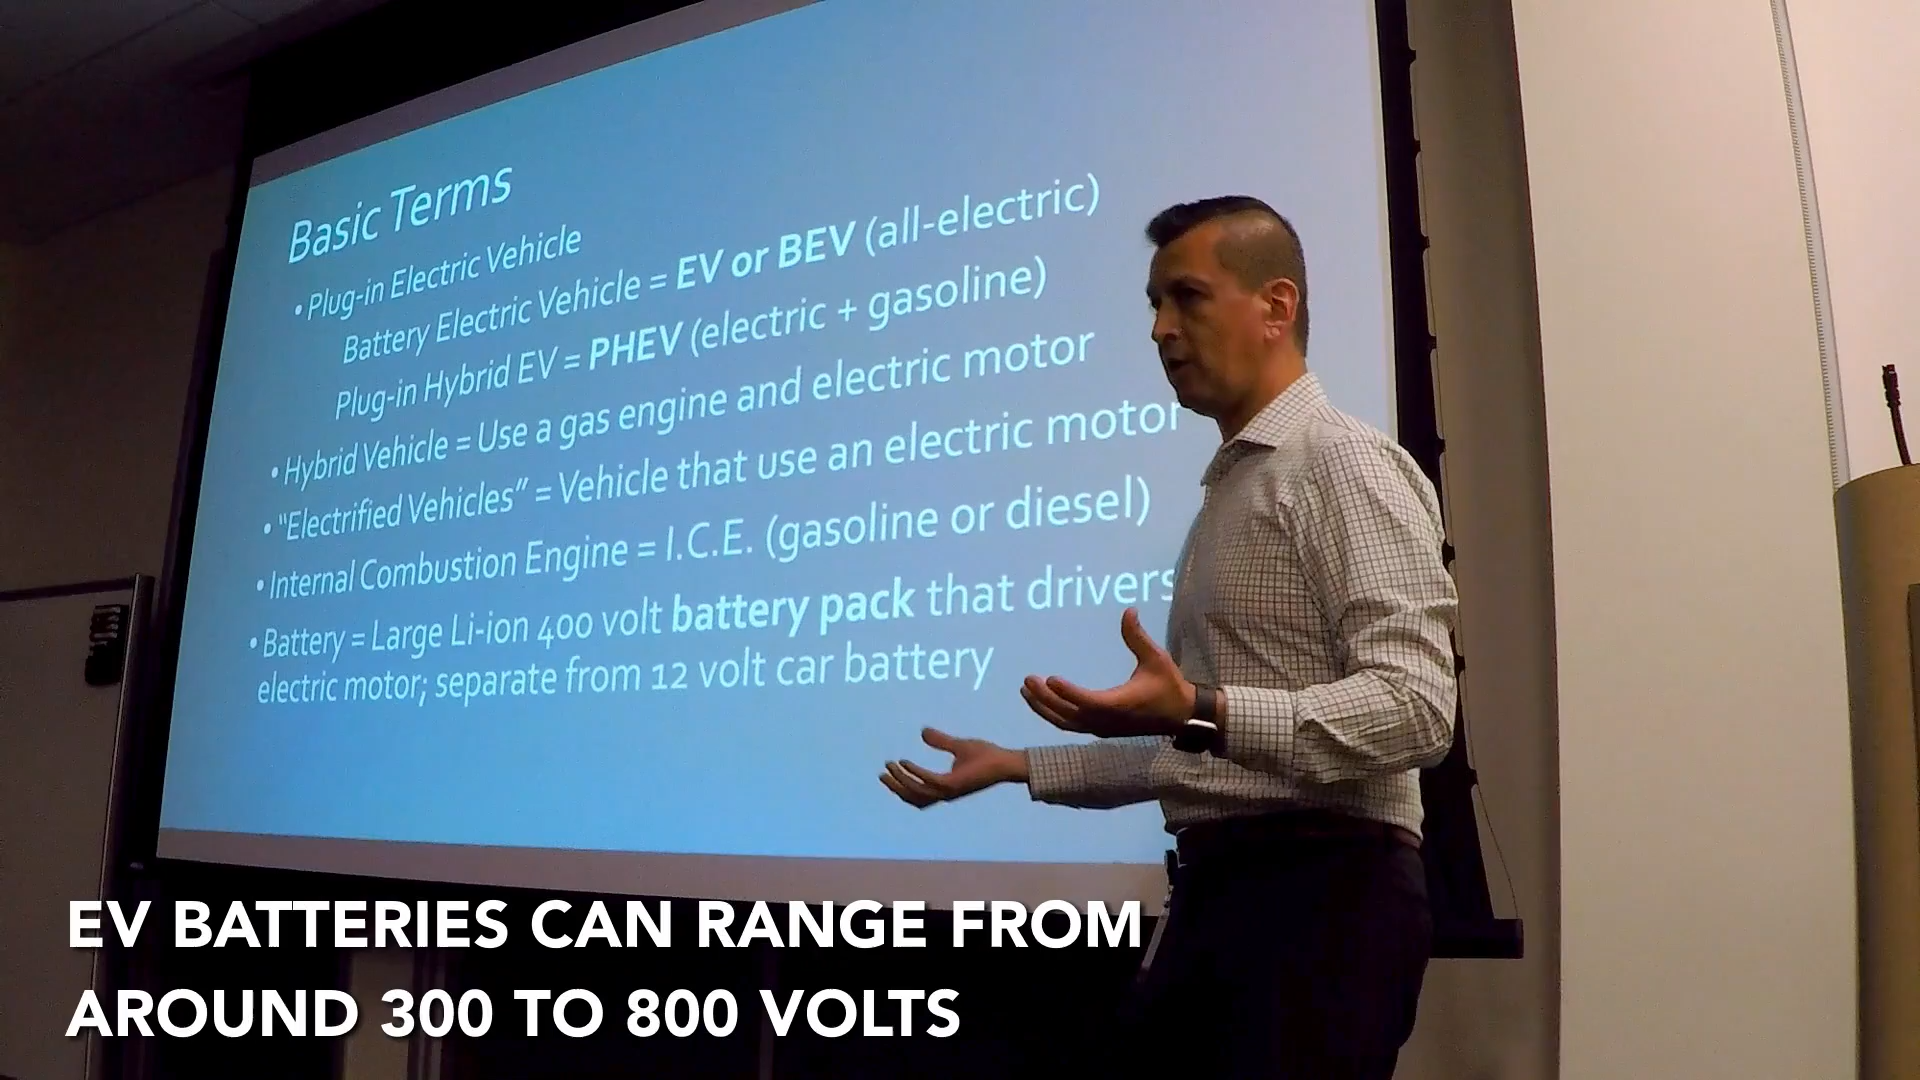 Basic Terms
• Plug-in Electric Vehicle
Battery Electric Vehicle = EV or BEV (all-electric)
Plug-in Hybrid EV = PHEV (electric + gasoline)
• Hybrid Vehicle = Use a gas engine and electric motor
• "Electrified Vehicles" = Vehicle that use an electric motor
• Internal Combustion Engine = I.C.E. (gasoline or diesel)
• Battery = Large Li-ion 400 volt battery pack that drivers
electric motor; separate from 12 volt car battery
EV BATTERIES CAN RANGE FROM
AROUND 300 TO 800 VOLTS